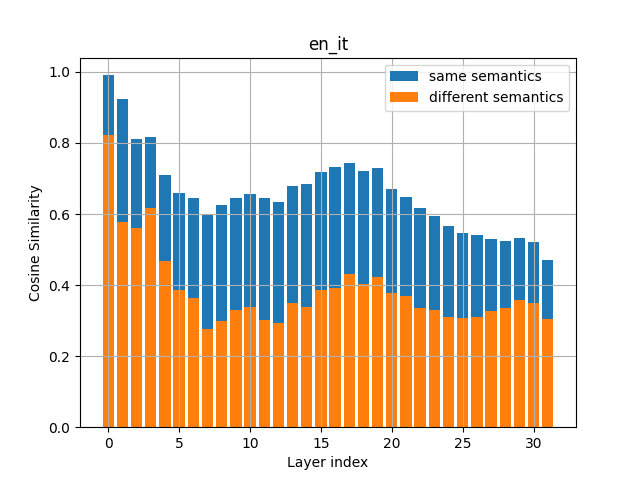 en_it
same semantics
different semantics
Cosine Similarity
1.0
0.8
0.6
0.4
0.2
0.0
0 5 10 15 20 25 30
Layer index